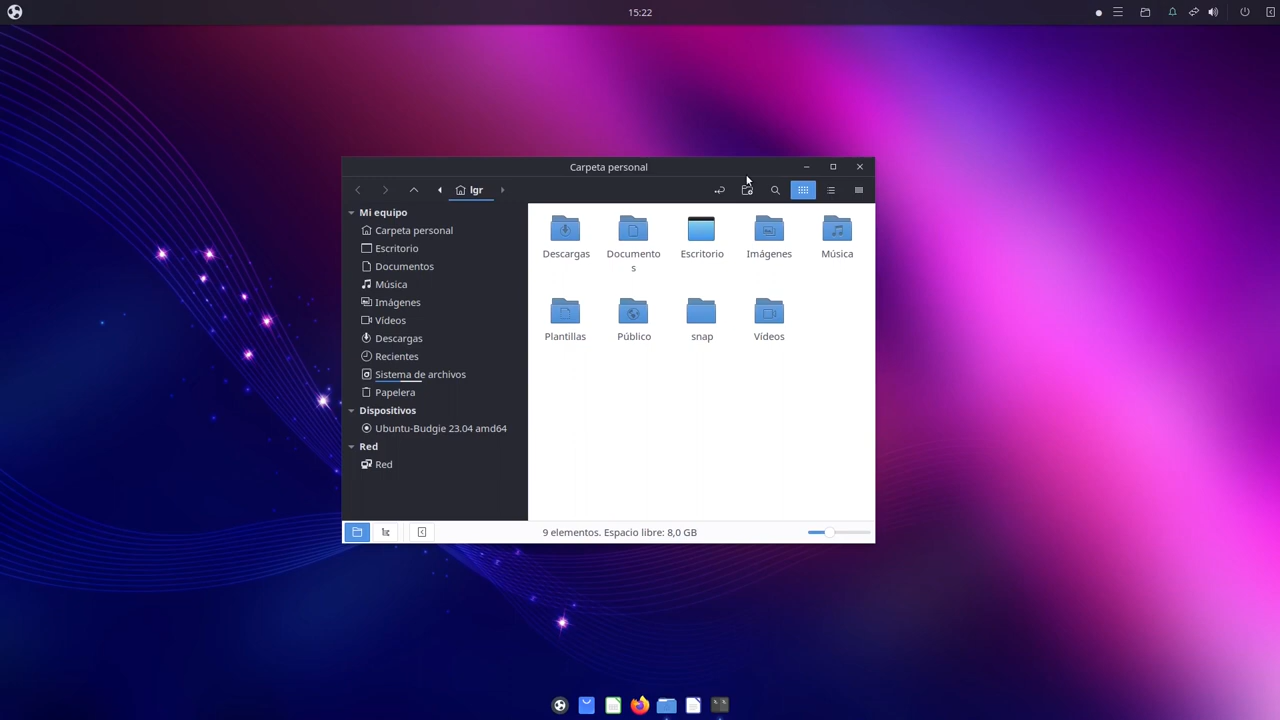 15:22
Carpeta personal
lgr
Mi equipo
Carpeta personal
Escritorio
Documentos
Música
Imágenes
Vídeos
Descargas
Recientes
Sistema de archivos
Papelera
Dispositivos
Ubuntu-Budgie 23.04 amd64
Red
Red
Descargas
Documento
s
Escritorio
Imágenes
Música
Plantillas
Público
snap
Vídeos
9 elementos. Espacio libre: 8,0 GB